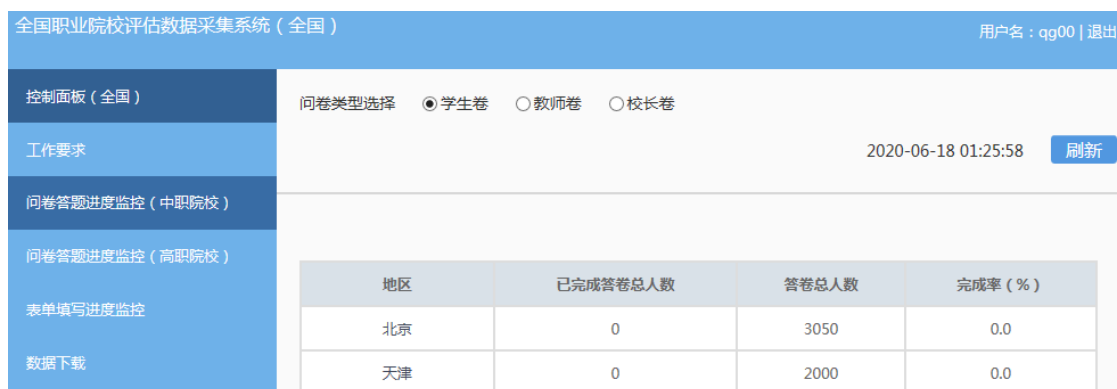 全国职业院校评估数据采集系统（全国）
用户名：qg00 | 退出
控制面板（全国）
工作要求
问卷答题进度监控（中职院校）
问卷答题进度监控（高职院校）
表单填写进度监控
数据下载
问卷类型选择 学生卷 教师卷 校长卷
2020-06-18 01:25:58 刷新
地区 已完成答卷总人数 答卷总人数 完成率（%）
北京 0 3050 0.0
天津 0 2000 0.0